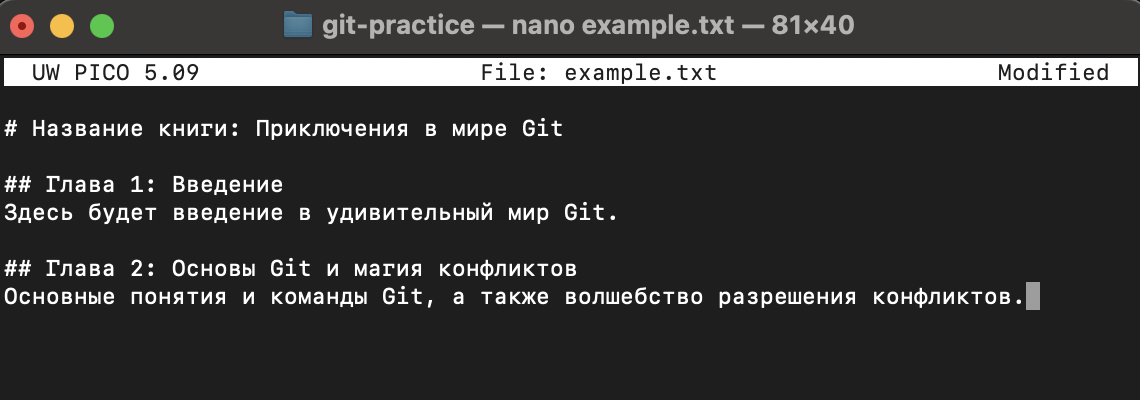 git-practice — nano example.txt — 81×40
UW PICO 5.09 File: example.txt Modified
# Название книги: Приключения в мире Git
## Глава 1: Введение
Здесь будет введение в удивительный мир Git.
## Глава 2: Основы Git и магия конфликтов
Основные понятия и команды Git, а также волшебство разрешения конфликтов.